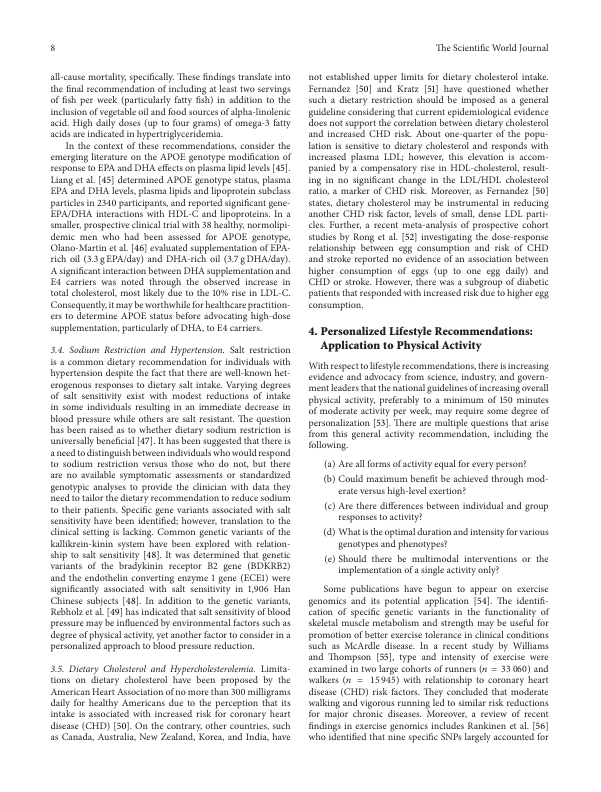 8
The Scientific World Journal
all-cause mortality, specifically. These findings translate into
the final recommendation of including at least two servings
of fish per week (particularly fatty fish) in addition to the
inclusion of vegetable oil and food sources of alpha-linolenic
acid. High daily doses (up to four grams) of omega-3 fatty
acids are indicated in hypertriglyceridemia.
In the context of these recommendations, consider the
emerging literature on the APOE genotype modification of
response to EPA and DHA effects on plasma lipid levels [45].
Liang et al. [45] determined APOE genotype status, plasma
EPA and DHA levels, plasma lipids and lipoprotein subclass
particles in 2340 participants, and reported significant gene-
EPA/DHA interactions with HDL-C and lipoproteins. In a
smaller, prospective clinical trial with 38 healthy, normolipi-
demic men who had been assessed for APOE genotype,
Olano-Martin et al. [46] evaluated supplementation of EPA-
rich oil (3.3 g EPA/day) and DHA-rich oil (3.7 g DHA/day).
A significant interaction between DHA supplementation and
E4 carriers was noted through the observed increase in
total cholesterol, most likely due to the 10% rise in LDL-C.
Consequently, it may be worthwhile for healthcare practition-
ers to determine APOE status before advocating high-dose
supplementation, particularly of DHA, to E4 carriers.
3.4. Sodium Restriction and Hypertension. Salt restriction
is a common dietary recommendation for individuals with
hypertension despite the fact that there are well-known het-
erogenous responses to dietary salt intake. Varying degrees
of salt sensitivity exist with modest reductions of intake
in some individuals resulting in an immediate decrease in
blood pressure while others are salt resistant. The question
has been raised as to whether dietary sodium restriction is
universally beneficial [47]. It has been suggested that there is
a need to distinguish between individuals who would respond
to sodium restriction versus those who do not, but there
are no available symptomatic assessments or standardized
genotypic analyses to provide the clinician with data they
need to tailor the dietary recommendation to reduce sodium
to their patients. Specific gene variants associated with salt
sensitivity have been identified; however, translation to the
clinical setting is lacking. Common genetic variants of the
kallikrein-kinin system have been explored with relation-
ship to salt sensitivity [48]. It was determined that genetic
variants of the bradykinin receptor B2 gene (BDKRB2)
and the endothelin converting enzyme 1 gene (ECE1) were
significantly associated with salt sensitivity in 1,906 Han
Chinese subjects [48]. In addition to the genetic variants,
Rebholz et al. [49] has indicated that salt sensitivity of blood
pressure may be influenced by environmental factors such as
degree of physical activity, yet another factor to consider in a
personalized approach to blood pressure reduction.
3.5. Dietary Cholesterol and Hypercholesterolemia. Limita-
tions on dietary cholesterol have been proposed by the
American Heart Association of no more than 300 milligrams
daily for healthy Americans due to the perception that its
intake is associated with increased risk for coronary heart
disease (CHD) [50]. On the contrary, other countries, such
as Canada, Australia, New Zealand, Korea, and India, have
not established upper limits for dietary cholesterol intake.
Fernandez [50] and Kratz [51] have questioned whether
such a dietary restriction should be imposed as a general
guideline considering that current epidemiological evidence
does not support the correlation between dietary cholesterol
and increased CHD risk. About one-quarter of the popu-
lation is sensitive to dietary cholesterol and responds with
increased plasma LDL; however, this elevation is accom-
panied by a compensatory rise in HDL-cholesterol, result-
ing in no significant change in the LDL/HDL cholesterol
ratio, a marker of CHD risk. Moreover, as Fernandez [50]
states, dietary cholesterol may be instrumental in reducing
another CHD risk factor, levels of small, dense LDL parti-
cles. Further, a recent meta-analysis of prospective cohort
studies by Rong et al. [52] investigating the dose-response
relationship between egg consumption and risk of CHD
and stroke reported no evidence of an association between
higher consumption of eggs (up to one egg daily) and
CHD or stroke. However, there was a subgroup of diabetic
patients that responded with increased risk due to higher egg
consumption.
4. Personalized Lifestyle Recommendations:
Application to Physical Activity
With respect to lifestyle recommendations, there is increasing
evidence and advocacy from science, industry, and govern-
ment leaders that the national guidelines of increasing overall
physical activity, preferably to a minimum of 150 minutes
of moderate activity per week, may require some degree of
personalization [53]. There are multiple questions that arise
from this general activity recommendation, including the
following.
(a) Are all forms of activity equal for every person?
(b) Could maximum benefit be achieved through mod-
erate versus high-level exertion?
(c) Are there differences between individual and group
responses to activity?
(d) What is the optimal duration and intensity for various
genotypes and phenotypes?
(e) Should there be multimodal interventions or the
implementation of a single activity only?
Some publications have begun to appear on exercise
genomics and its potential application [54]. The identifi-
cation of specific genetic variants in the functionality of
skeletal muscle metabolism and strength may be useful for
promotion of better exercise tolerance in clinical conditions
such as McArdle disease. In a recent study by Williams
and Thompson [55], type and intensity of exercise were
examined in two large cohorts of runners (n = 33 060) and
walkers (n = 15 945) with relationship to coronary heart
disease (CHD) risk factors. They concluded that moderate
walking and vigorous running led to similar risk reductions
for major chronic diseases. Moreover, a review of recent
findings in exercise genomics includes Rankinen et al. [56]
who identified that nine specific SNPs largely accounted for